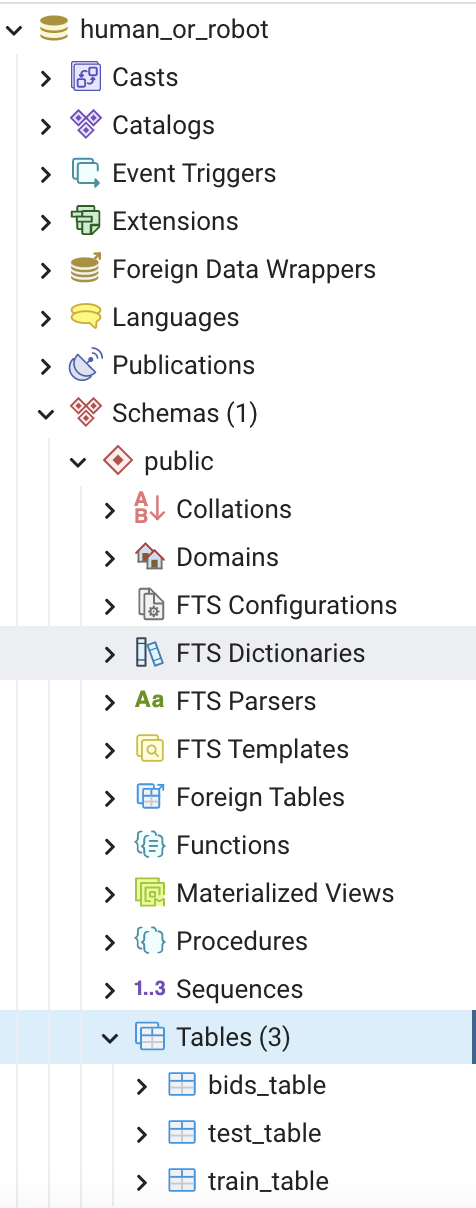 human_or_robot
Casts
Catalogs
Event Triggers
Extensions
Foreign Data Wrappers
Languages
Publications
Schemas (1)
public
Collations
Domains
FTS Configurations
FTS Dictionaries
Aa FTS Parsers
FTS Templates
Foreign Tables
Functions
Materialized Views
Procedures
1..3 Sequences
Tables (3)
bids_table
test_table
train_table